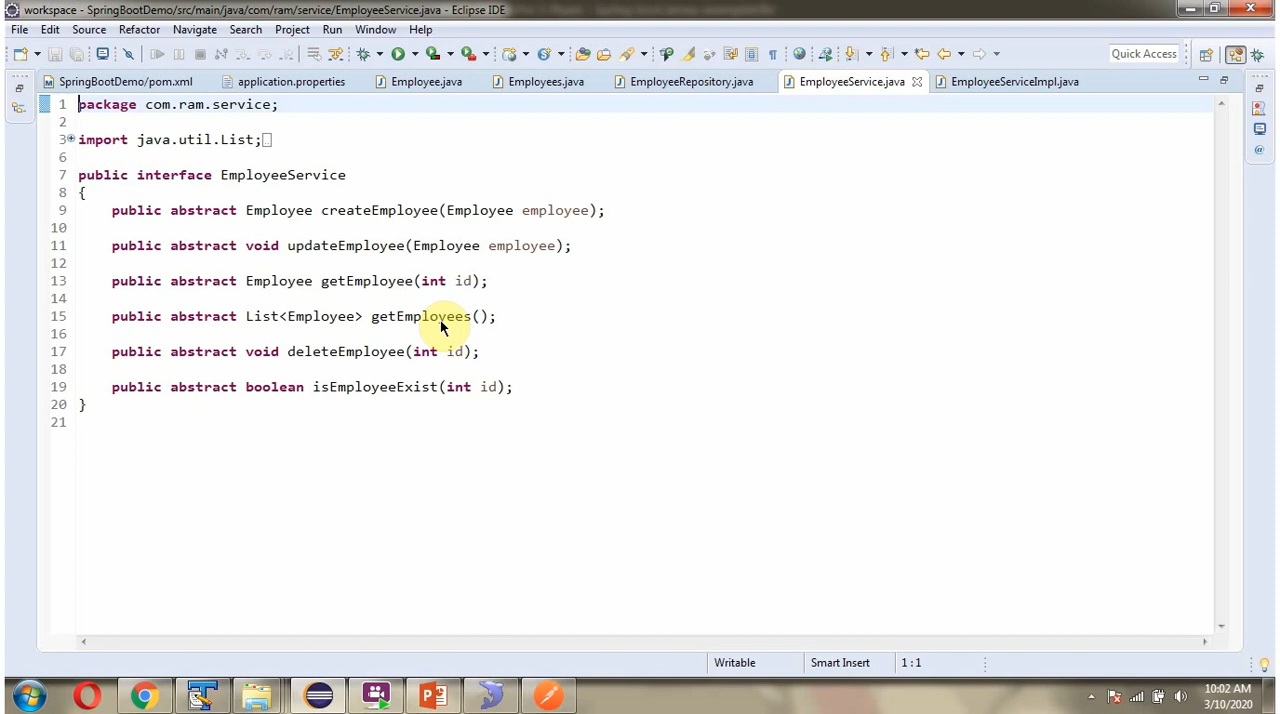 workspace - SpringBootDemo/src/main/java/com/ram/service/EmployeeService.java - Eclipse IDE
File Edit Source Refactor Navigate Search Project Run Window Help
Quick Access
SpringBootDemo/pom.xml application.properties Employee.java Employees.java EmployeeRepository.java EmployeeService.java EmployeeServiceImpl.java
1 package com.ram.service;
2
3 import java.util.List;
6
7 public interface EmployeeService
8 {
9 public abstract Employee createEmployee(Employee employee);
10
11 public abstract void updateEmployee(Employee employee);
12
13 public abstract Employee getEmployee(int id);
14
15 public abstract List<Employee> getEmployees();
16
17 public abstract void deleteEmployee(int id);
18
19 public abstract boolean isEmployeeExist(int id);
20 }
21
Writable Smart Insert 1 : 1
10:02 AM
3/10/2020